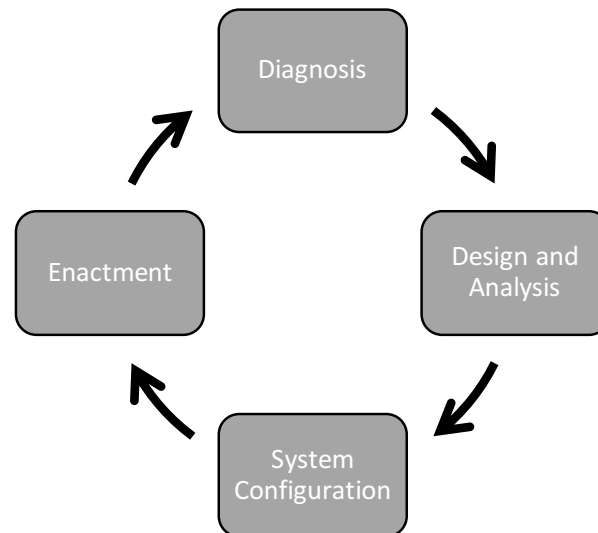 Diagnosis
Design and
Analysis
System
Configuration
Enactment